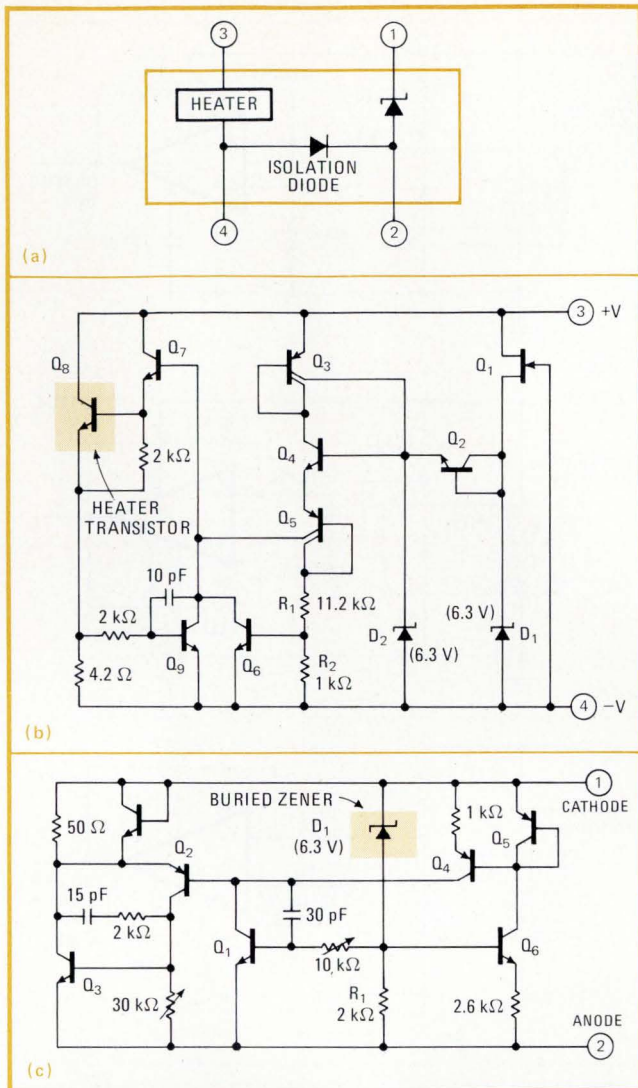 3
1
HEATER
ISOLATION
DIODE
4
2
(a)
3 +V
Q8
Q7
Q3
Q1
2 kΩ
Q4
Q2
HEATER
TRANSISTOR
Q5
10 pF
R1 11.2 kΩ
(6.3 V)
D1
2 kΩ
Q9
Q6
D2
(6.3 V)
R2
1 kΩ
4.2 Ω
4 −V
(b)
1
CATHODE
BURIED ZENER
D1
(6.3 V)
50 Ω
1 kΩ
Q5
Q2
Q4
15 pF
2 kΩ
30 pF
Q1
10 kΩ
Q6
Q3
30 kΩ
R1
2 kΩ
2.6 kΩ
ANODE
2
(c)